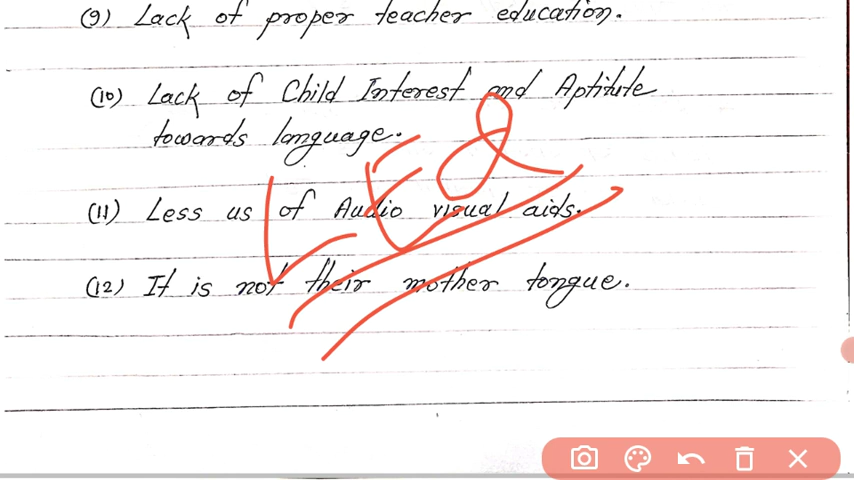 (9) Lack of proper teacher education.
(10) Lack of Child Interest and Aptitute
towards language.
(11) Less us of Audio visual aids.
(12) It is not their mother tongue.